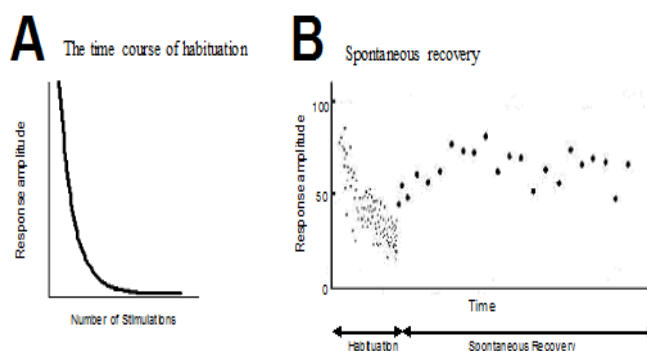 A
The time course of habituation
Response amplitude
Number of Stimulations
B
Spontaneous recovery
Response amplitude
100
50
0
Time
Habituation
Spontaneous Recovery